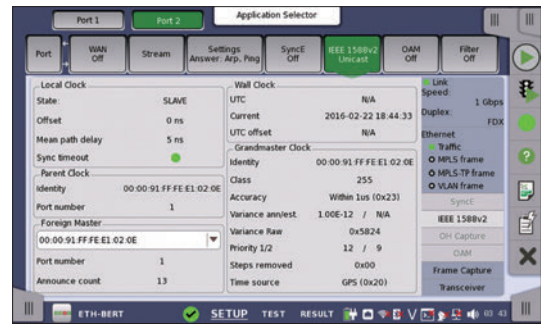 Application Selector
Port 1
Port 2
Port
WAN
Off
Stream
Settings
Answer: Arp, Ping
SyncE
Off
IEEE 1588v2
Unicast
OAM
Off
Filter
Off
Local Clock
State:
SLAVE
Offset
0 ns
Mean path delay
5 ns
Sync timeout
Parent Clock
Identity
00:00:91:FF:FE:E1:02:0E
Port number
1
Foreign Master
00:00:91:FF:FE:E1:02:0E
Port number
1
Announce count
13
Wall Clock
UTC
N/A
Current
2016-02-22 18:44:33
UTC offset
N/A
Grandmaster Clock
Identity
00:00:91:FF:FE:E1:02:0E
Class
255
Accuracy
Within 1us (0x23)
Variance ann/est.
1.00E-12 / N/A
Variance Raw
0x5824
Priority 1/2
12 / 9
Steps removed
0x00
Time source
GPS (0x20)
Link
Speed:
1 Gbps
Duplex:
FDX
Ethernet
Traffic
MPLS frame
MPLS-TP frame
VLAN frame
SyncE
IEEE 1588v2
OH Capture
OAM
Frame Capture
Transceiver
ETH-BERT
SETUP
TEST
RESULT
03 43